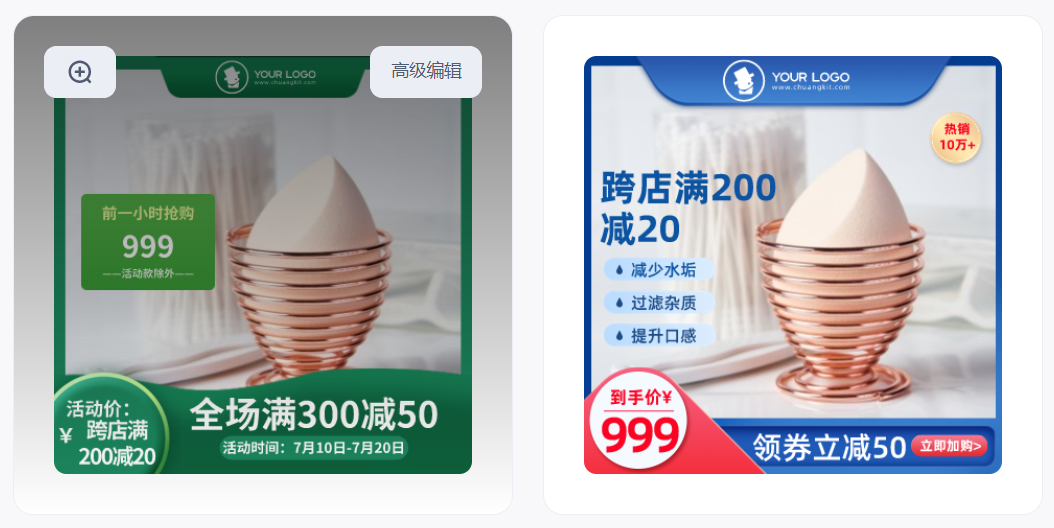 高级编辑
YOUR LOGO
www.chuangkit.com
前一小时抢购
999
——活动款除外——
活动价：
¥ 跨店满
200减20
全场满300减50
活动时间：7月10日-7月20日
YOUR LOGO
www.chuangkit.com
热销
10万+
跨店满200
减20
减少水垢
过滤杂质
提升口感
到手价¥
999
领券立减50
立即加购>